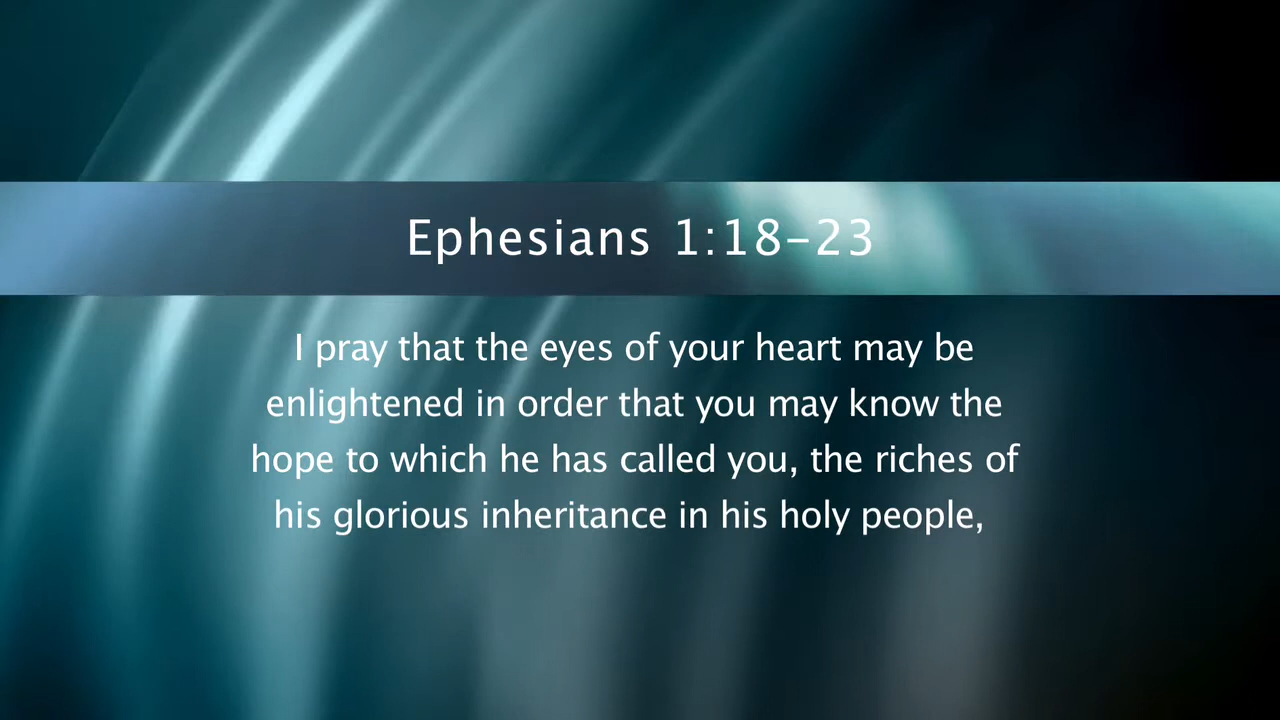 Ephesians 1:18-23
I pray that the eyes of your heart may be
enlightened in order that you may know the
hope to which he has called you, the riches of
his glorious inheritance in his holy people,